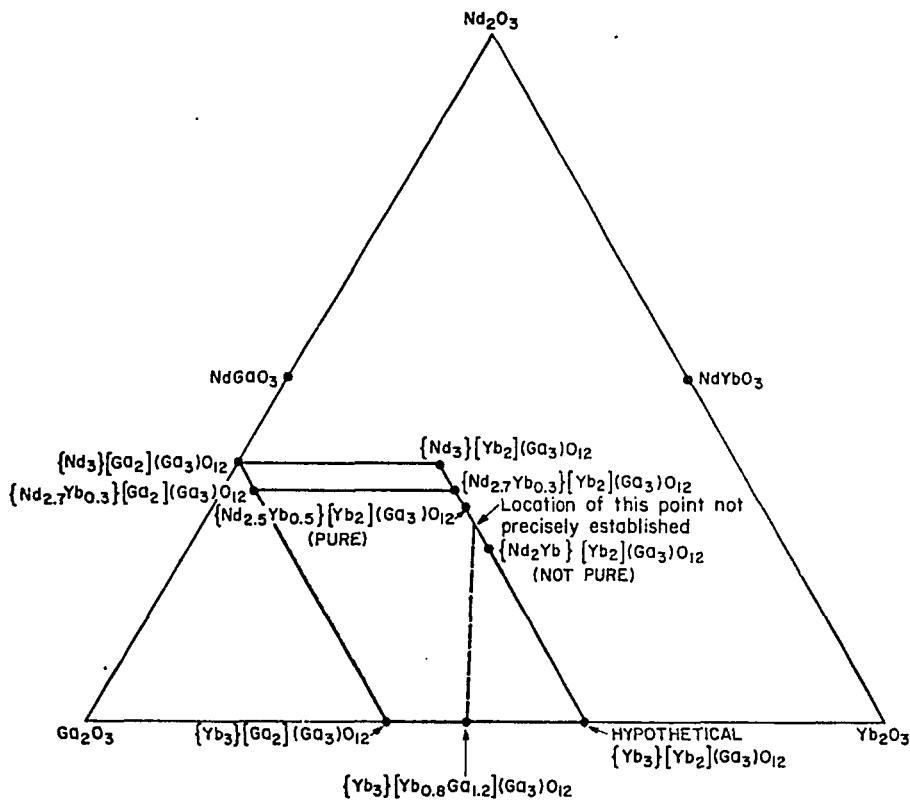 Nd₂O₃
NdGaO₃
NdYbO₃
{Nd₃}[Yb₂](Ga₃)O₁₂
{Nd₃}[Ga₂](Ga₃)O₁₂
{Nd₂.₇Yb₀.₃}[Yb₂](Ga₃)O₁₂
{Nd₂.₇Yb₀.₃}[Ga₂](Ga₃)O₁₂
Location of this point not
precisely established
{Nd₂.₅Yb₀.₅}[Yb₂](Ga₃)O₁₂
(PURE)
{Nd₂Yb}[Yb₂](Ga₃)O₁₂
(NOT PURE)
Ga₂O₃
{Yb₃}[Ga₂](Ga₃)O₁₂
HYPOTHETICAL
{Yb₃}[Yb₂](Ga₃)O₁₂
Yb₂O₃
{Yb₃}[Yb₀.₈Ga₁.₂](Ga₃)O₁₂